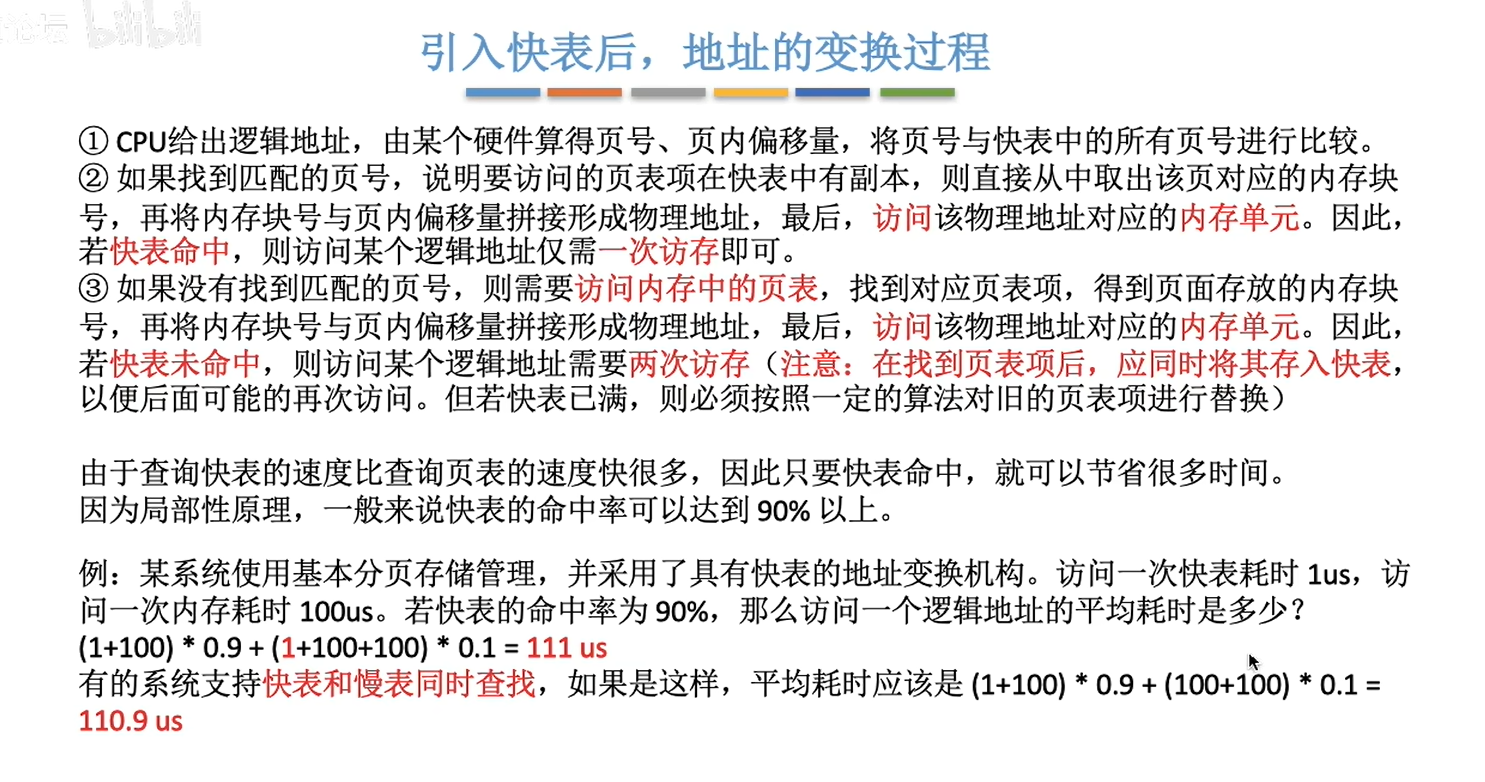 论坛 bilibili
引入快表后，地址的变换过程
① CPU给出逻辑地址，由某个硬件算得页号、页内偏移量，将页号与快表中的所有页号进行比较。
② 如果找到匹配的页号，说明要访问的页表项在快表中有副本，则直接从中取出该页对应的内存块
号，再将内存块号与页内偏移量拼接形成物理地址，最后，访问该物理地址对应的内存单元。因此，
若快表命中，则访问某个逻辑地址仅需一次访存即可。
③ 如果没有找到匹配的页号，则需要访问内存中的页表，找到对应页表项，得到页面存放的内存块
号，再将内存块号与页内偏移量拼接形成物理地址，最后，访问该物理地址对应的内存单元。因此，
若快表未命中，则访问某个逻辑地址需要两次访存（注意：在找到页表项后，应同时将其存入快表，
以便后面可能的再次访问。但若快表已满，则必须按照一定的算法对旧的页表项进行替换）
由于查询快表的速度比查询页表的速度快很多，因此只要快表命中，就可以节省很多时间。
因为局部性原理，一般来说快表的命中率可以达到 90% 以上。
例：某系统使用基本分页存储管理，并采用了具有快表的地址变换机构。访问一次快表耗时 1us，访
问一次内存耗时 100us。若快表的命中率为 90%，那么访问一个逻辑地址的平均耗时是多少？
(1+100) * 0.9 + (1+100+100) * 0.1 = 111 us
有的系统支持快表和慢表同时查找，如果是这样，平均耗时应该是 (1+100) * 0.9 + (100+100) * 0.1 =
110.9 us